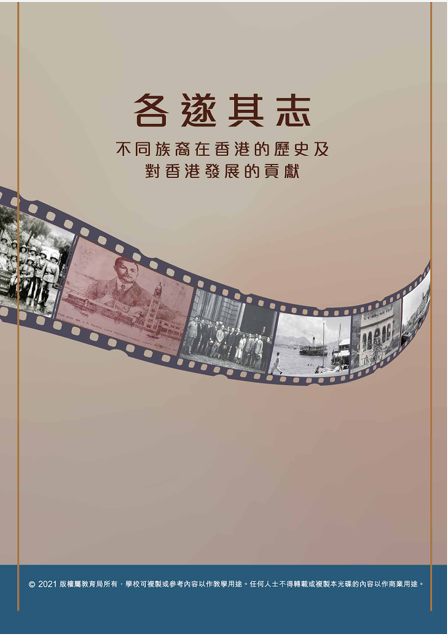 各遂其志
不同族裔在香港的歷史及
對香港發展的貢獻
© 2021 版權屬教育局所有，學校可複製或參考內容以作教學用途。任何人士不得轉載或複製本光碟的內容以作商業用途。